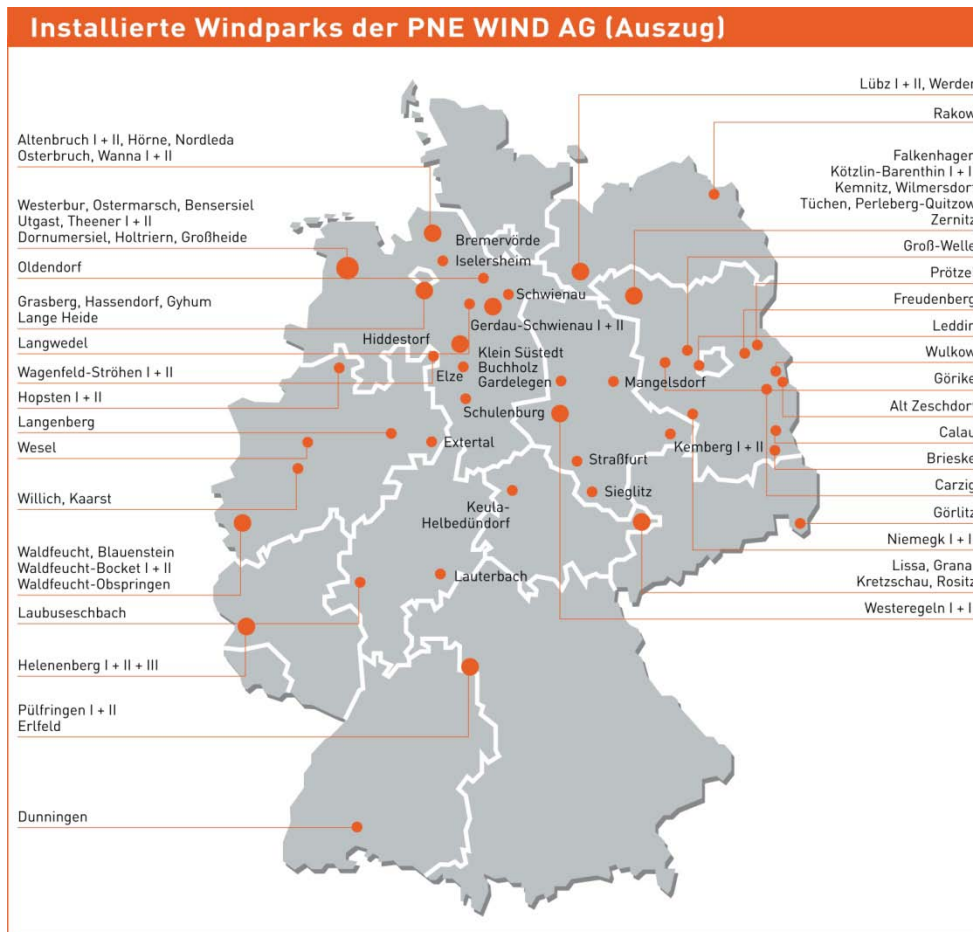 Installierte Windparks der PNE WIND AG (Auszug)
Altenbruch I + II, Hörne, Nordleda
Osterbruch, Wanna I + II
Westerbur, Ostermarsch, Bensersiel
Utgast, Theener I + II
Dornumersiel, Holtriern, Großheide
Oldendorf
Grasberg, Hassendorf, Gyhum
Lange Heide
Langwedel
Wagenfeld-Ströhen I + II
Hopsten I + II
Langenberg
Wesel
Willich, Kaarst
Waldfeucht, Blauenstein
Waldfeucht-Bocket I + II
Waldfeucht-Obspringen
Laubuseschbach
Helenenberg I + II + III
Pülfringen I + II
Erlfeld
Dunningen
Bremervörde
Iselersheim
Schwienau
Gerdau-Schwienau I + II
Hiddestorf
Klein Süstedt
Buchholz
Elze
Gardelegen
Mangelsdorf
Schulenburg
Extertal
Kemberg I + II
Straßfurt
Sieglitz
Keula-
Helbedündorf
Lauterbach
Lübz I + II, Werder
Rakow
Falkenhagen
Kötzlin-Barenthin I + I
Kemnitz, Wilmersdorf
Tüchen, Perleberg-Quitzow
Zernitz
Groß-Welle
Prötze
Freudenberg
Leddin
Wulkow
Görike
Alt Zeschdorf
Calau
Brieske
Carzig
Görlitz
Niemegk I + I
Lissa, Grana
Kretzschau, Rositz
Westeregeln I + I